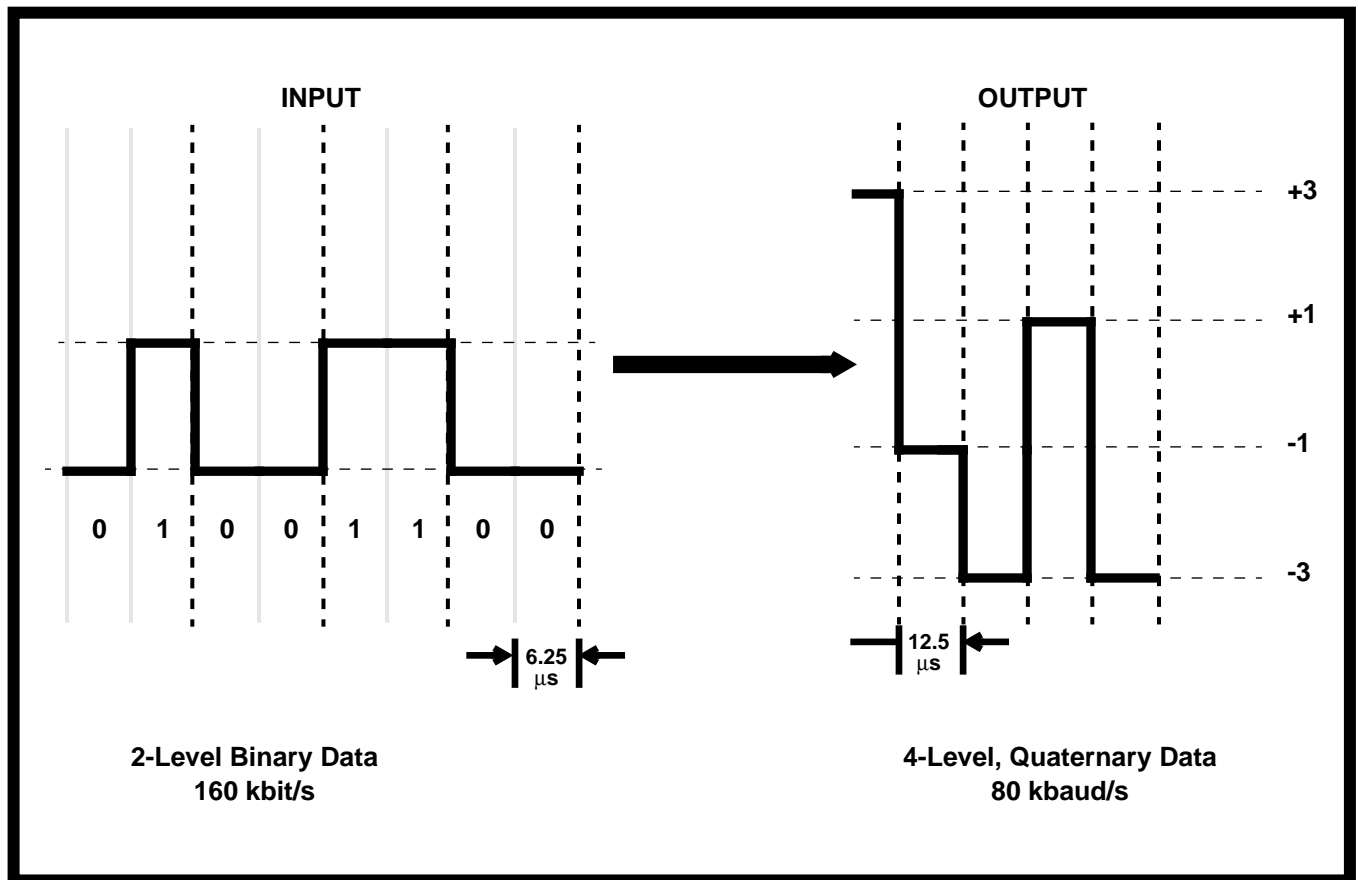 INPUT
OUTPUT
+3
+1
-1
-3
0 1 0 0 1 1 0 0
6.25
μs
12.5
μs
2-Level Binary Data
160 kbit/s
4-Level, Quaternary Data
80 kbaud/s